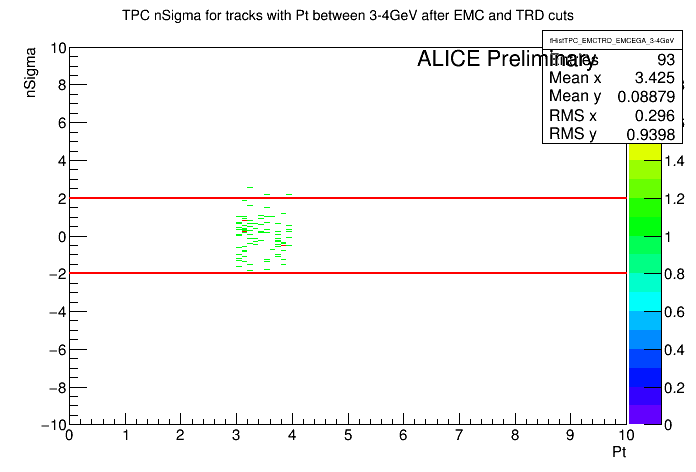 TPC nSigma for tracks with Pt between 3-4GeV after EMC and TRD cuts
fHistTPC_EMCTRD_EMCEGA_3-4GeV
ALICE Preliminary
Entries 93
Mean x 3.425
Mean y 0.08879
RMS x 0.296
RMS y 0.9398
nSigma
10
8
6
4
2
0
−2
−4
−6
−8
−10
0 1 2 3 4 5 6 7 8 9 10
Pt
1.4
1.2
1
0.8
0.6
0.4
0.2
0